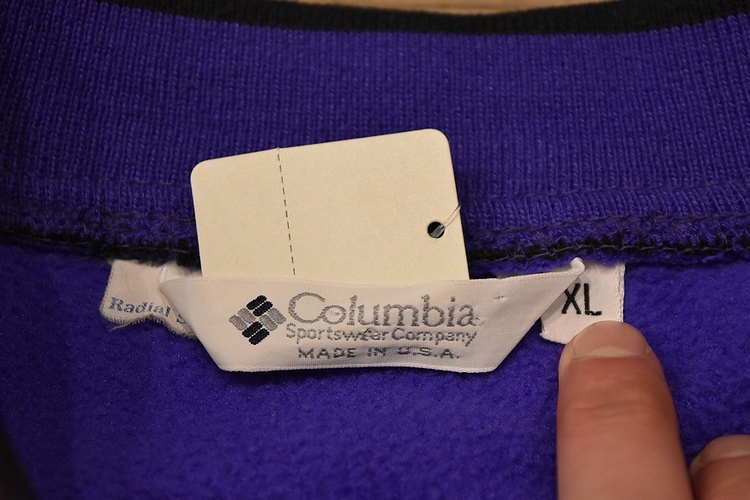 Radial
Columbia
Sportswear Company
MADE IN U.S.A.
XL